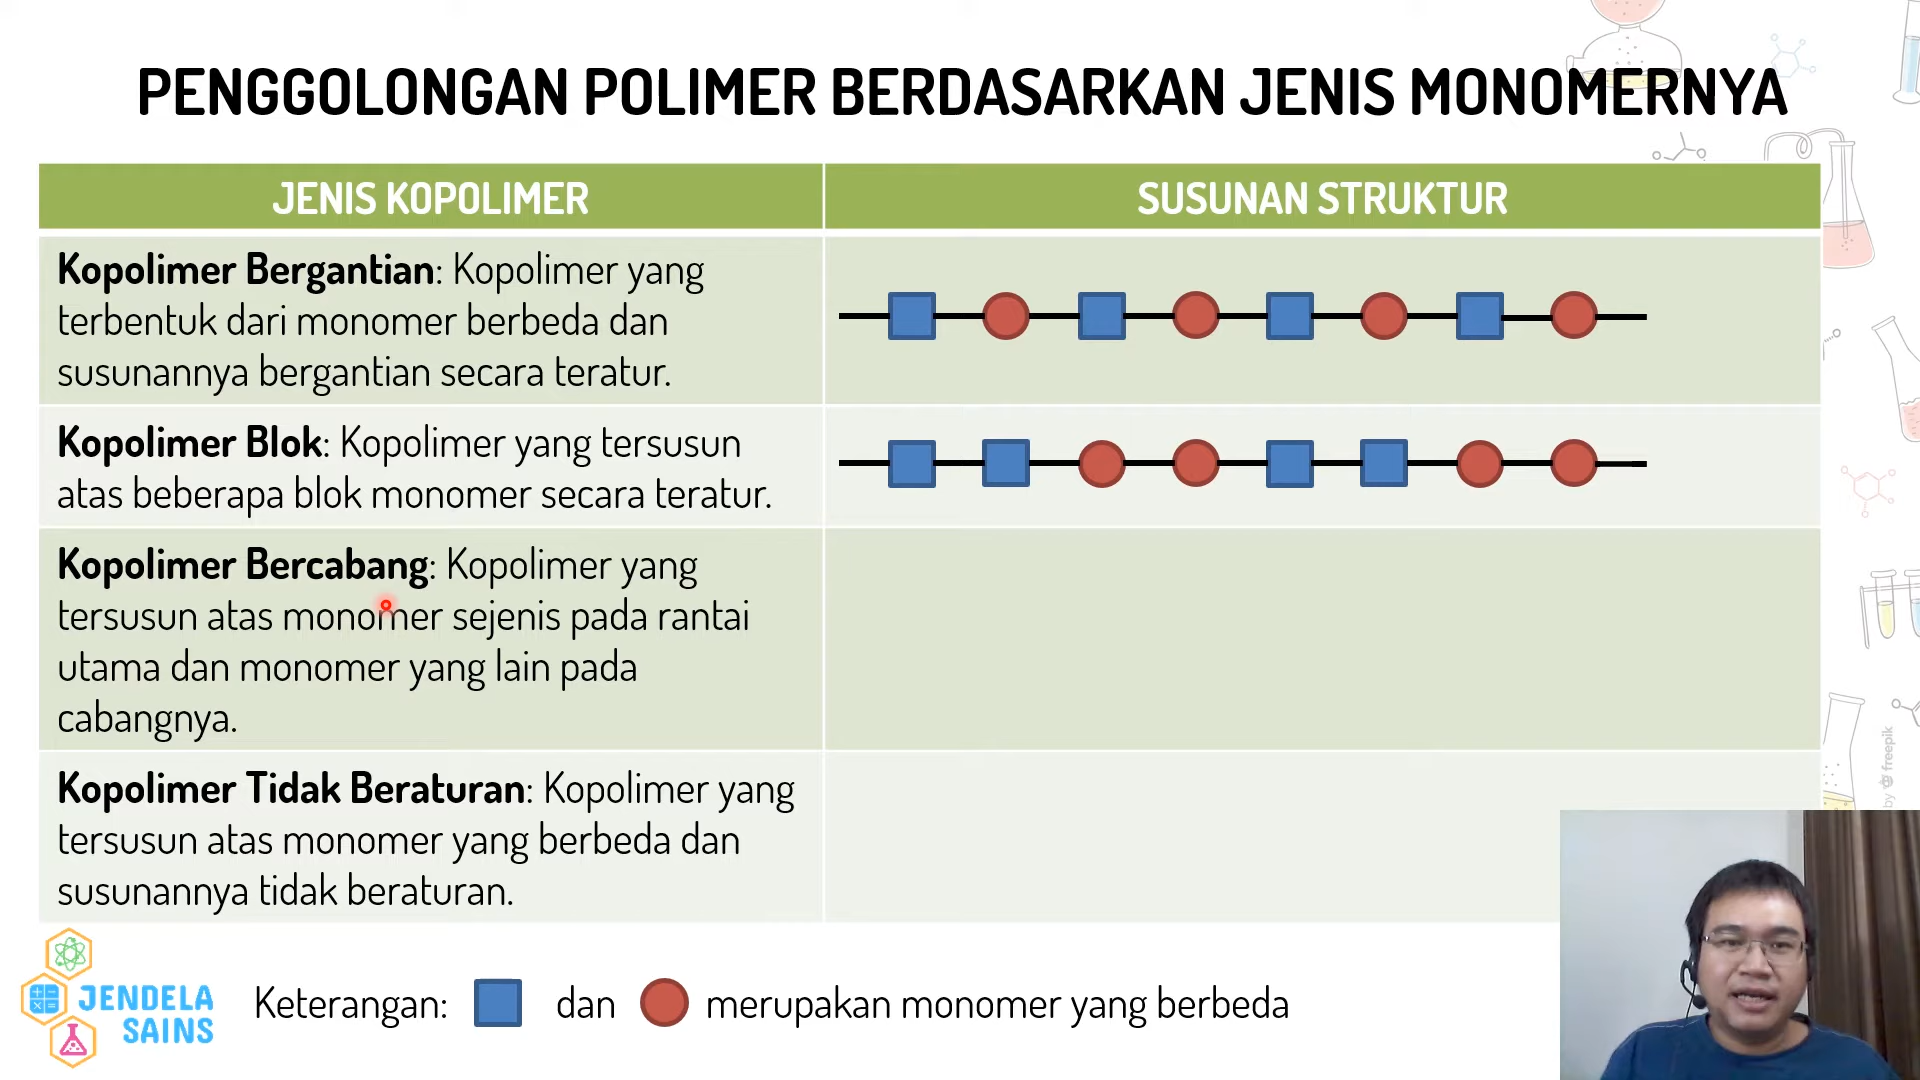 PENGGOLONGAN POLIMER BERDASARKAN JENIS MONOMERNYA
JENIS KOPOLIMER
SUSUNAN STRUKTUR
Kopolimer Bergantian: Kopolimer yang
terbentuk dari monomer berbeda dan
susunannya bergantian secara teratur.
Kopolimer Blok: Kopolimer yang tersusun
atas beberapa blok monomer secara teratur.
Kopolimer Bercabang: Kopolimer yang
tersusun atas monomer sejenis pada rantai
utama dan monomer yang lain pada
cabangnya.
Kopolimer Tidak Beraturan: Kopolimer yang
tersusun atas monomer yang berbeda dan
susunannya tidak beraturan.
by freepik
JENDELA
SAINS
Keterangan: dan merupakan monomer yang berbeda